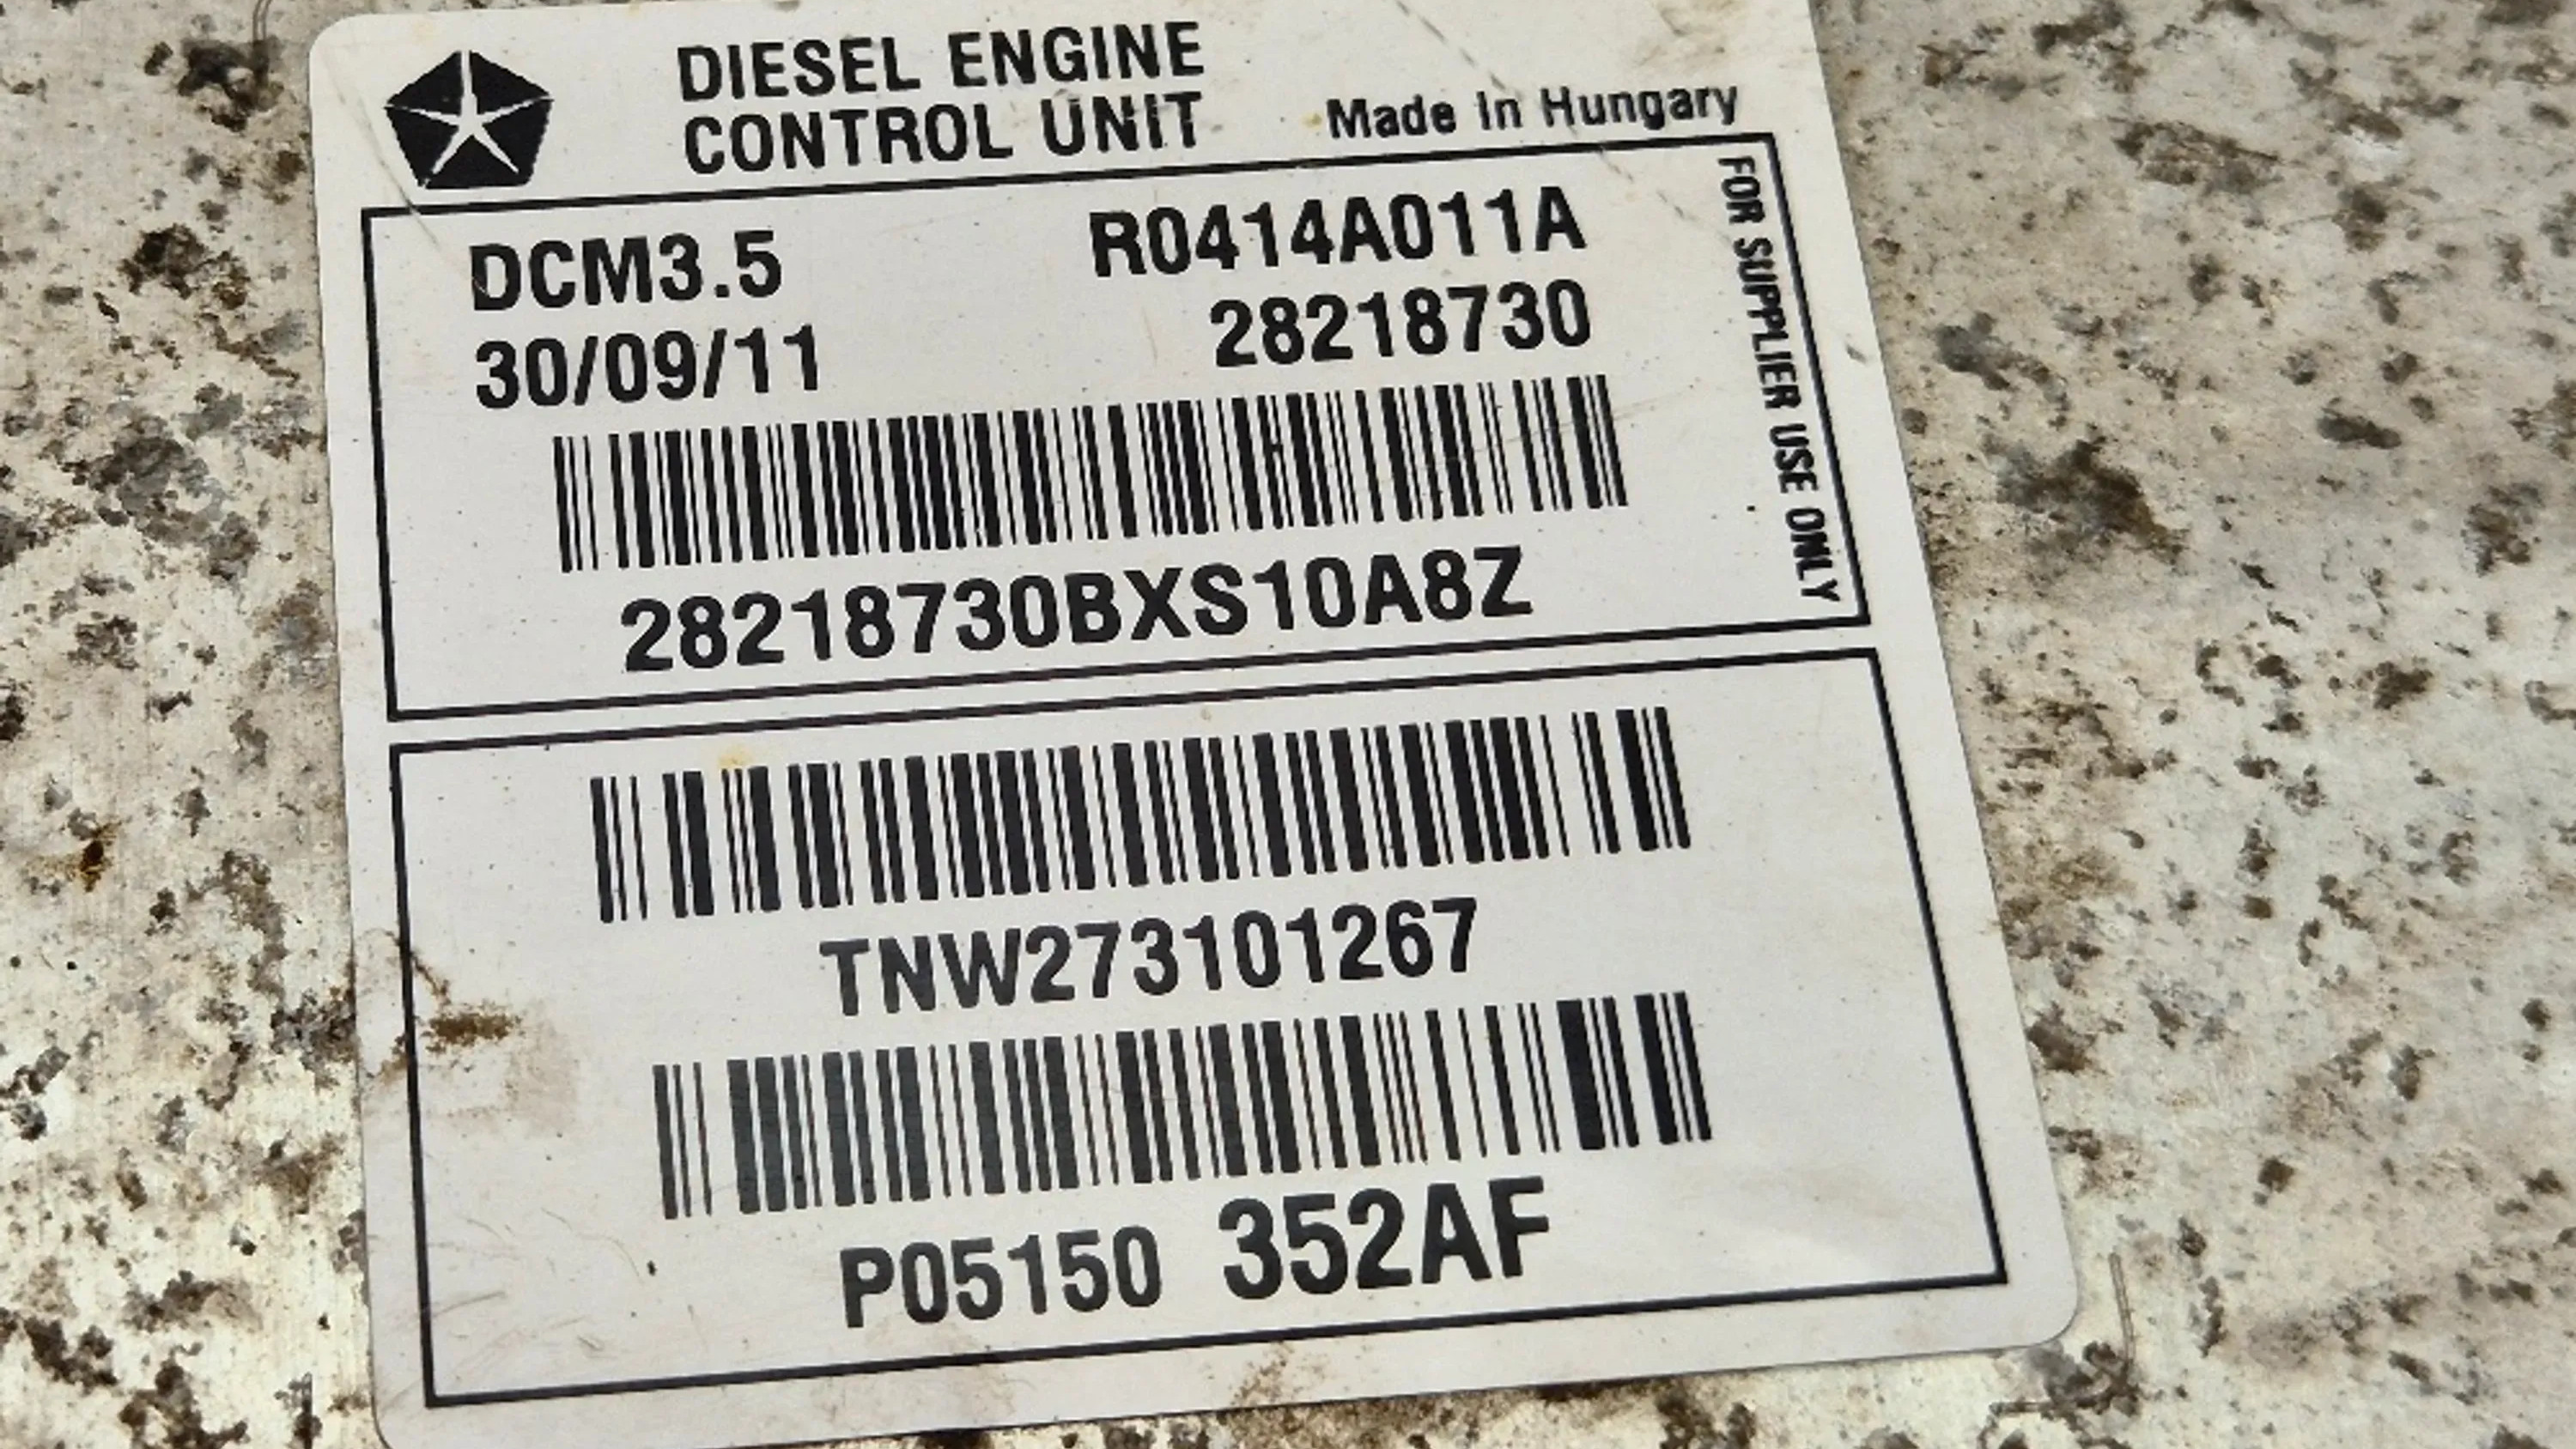 DIESEL ENGINE
CONTROL UNIT
Made In Hungary
DCM3.5 R0414A011A
30/09/11 28218730
FOR SUPPLIER USE ONLY
28218730BXS10A8Z
TNW273101267
P05150 352AF